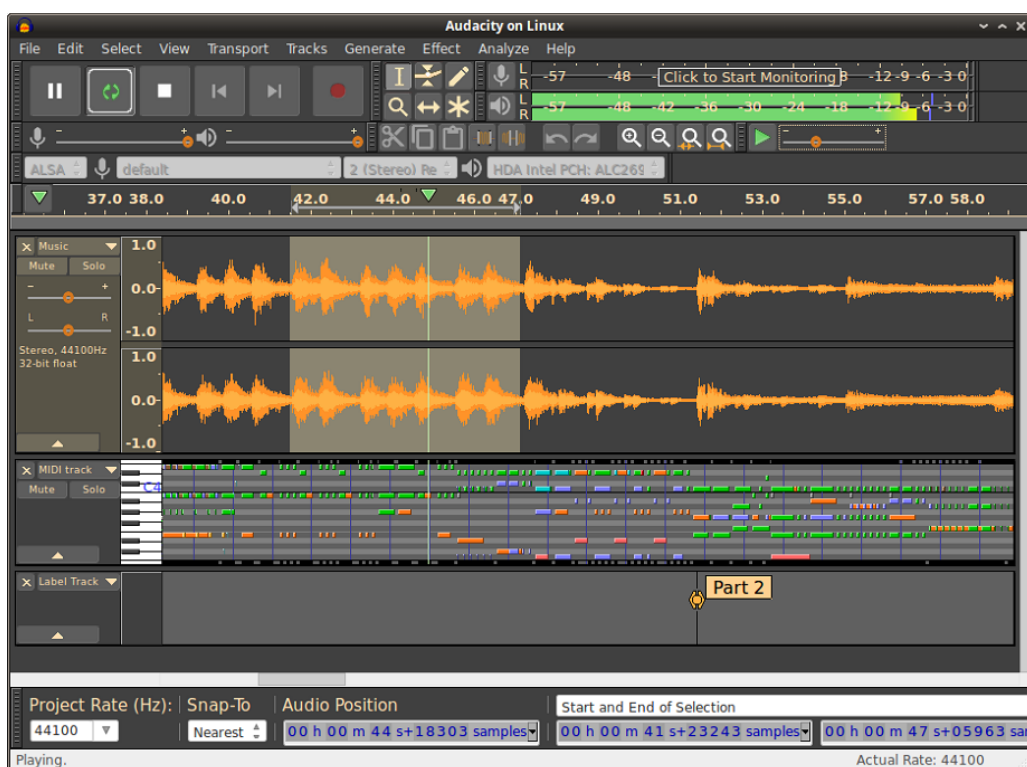 Audacity on Linux
File Edit Select View Transport Tracks Generate Effect Analyze Help
L
R
-57 -48 - Click to Start Monitoring 8 -12 -9 -6 -3 0
L
R
-57 -48 -42 -36 -30 -24 -18 -12 -9 -6 -3 0
- + - +
- +
ALSA default 2 (Stereo) Re HDA Intel PCH: ALC269
37.0 38.0 40.0 42.0 44.0 46.0 47.0 49.0 51.0 53.0 55.0 57.0 58.0
Music 1.0
Mute Solo
- + 0.0-
L R
-1.0
Stereo, 44100Hz 1.0
32-bit float
0.0-
-1.0
MIDI track
Mute Solo C4
Label Track
Part 2
Project Rate (Hz): Snap-To Audio Position Start and End of Selection
44100 Nearest 00 h 00 m 44 s+18303 samples 00 h 00 m 41 s+23243 samples 00 h 00 m 47 s+05963 sa
Playing. Actual Rate: 44100